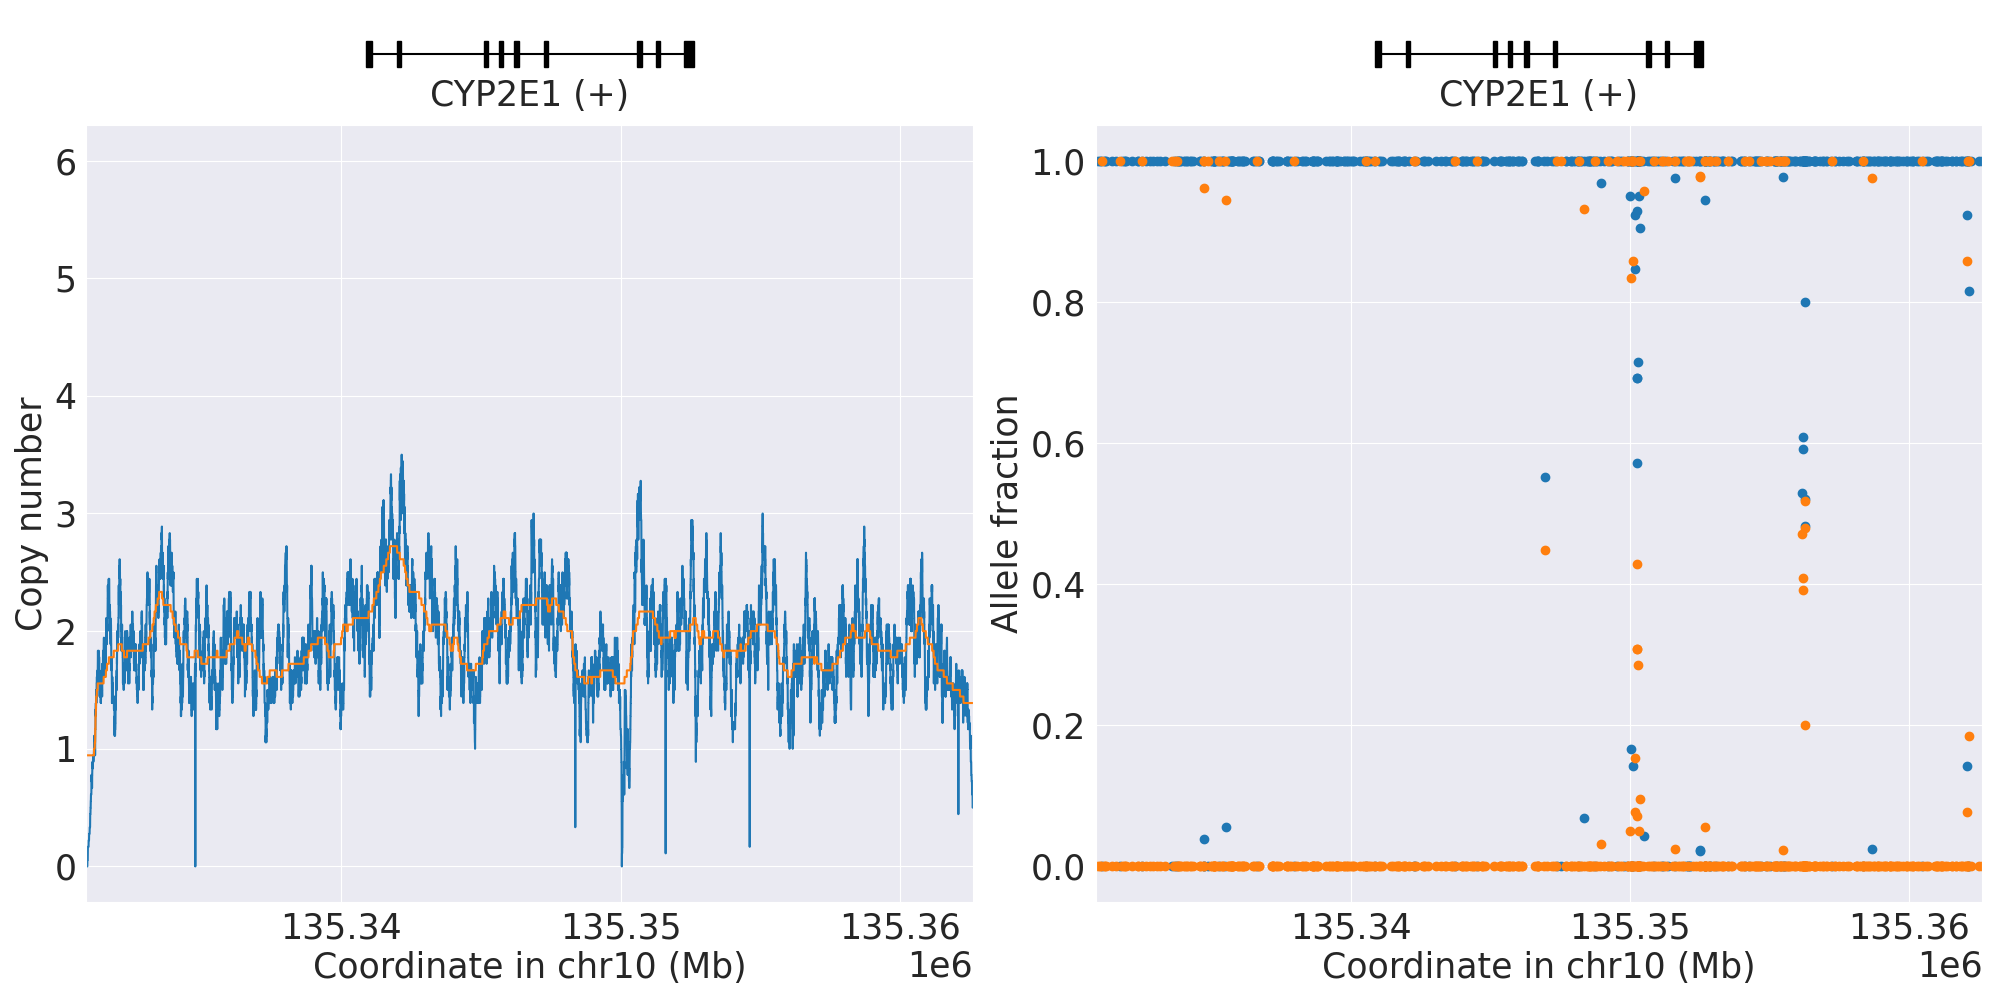 CYP2E1 (+)
6
5
4
3
2
1
0
Copy number
135.34 135.35 135.36
Coordinate in chr10 (Mb)
1e6
CYP2E1 (+)
1.0
0.8
0.6
0.4
0.2
0.0
Allele fraction
135.34 135.35 135.36
Coordinate in chr10 (Mb)
1e6